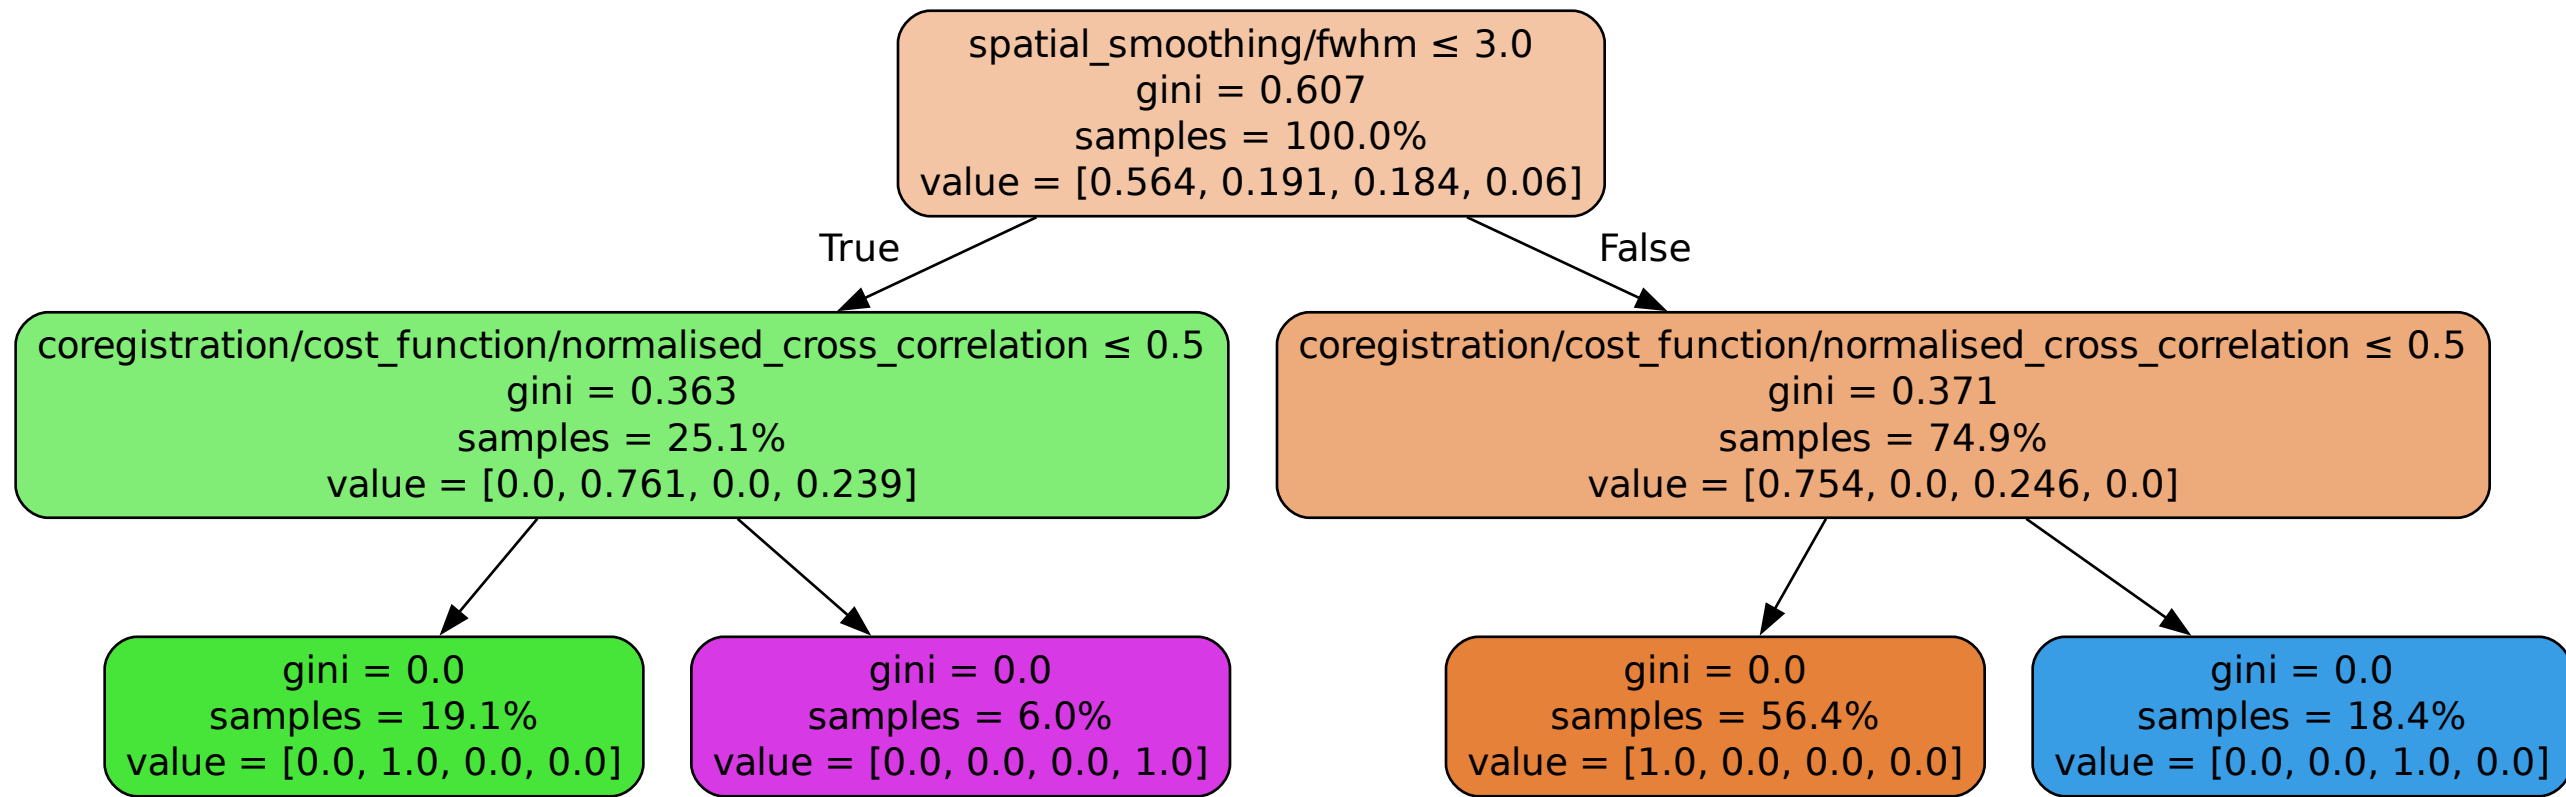 spatial_smoothing/fwhm ≤ 3.0
gini = 0.607
samples = 100.0%
value = [0.564, 0.191, 0.184, 0.06]
True
False
coregistration/cost_function/normalised_cross_correlation ≤ 0.5
gini = 0.363
samples = 25.1%
value = [0.0, 0.761, 0.0, 0.239]
coregistration/cost_function/normalised_cross_correlation ≤ 0.5
gini = 0.371
samples = 74.9%
value = [0.754, 0.0, 0.246, 0.0]
gini = 0.0
samples = 19.1%
value = [0.0, 1.0, 0.0, 0.0]
gini = 0.0
samples = 6.0%
value = [0.0, 0.0, 0.0, 1.0]
gini = 0.0
samples = 56.4%
value = [1.0, 0.0, 0.0, 0.0]
gini = 0.0
samples = 18.4%
value = [0.0, 0.0, 1.0, 0.0]